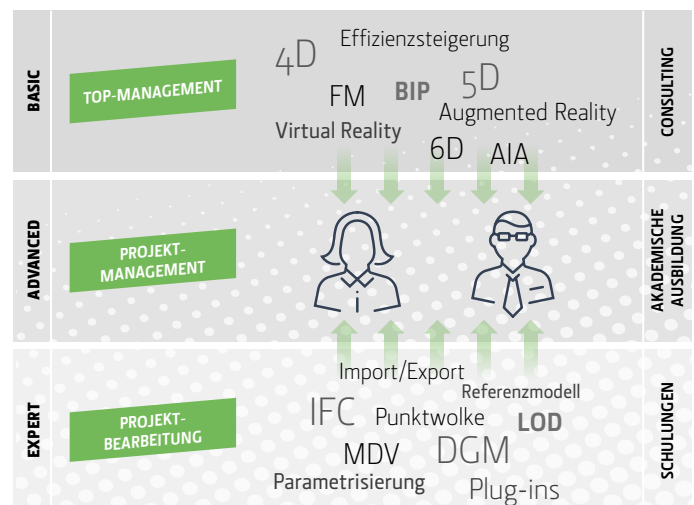 BASIC
TOP-MANAGEMENT
4D
Effizienzsteigerung
FM
BIP
5D
Virtual Reality
Augmented Reality
6D
AIA
CONSULTING
ADVANCED
PROJEKT-
MANAGEMENT
AKADEMISCHE
AUSBILDUNG
EXPERT
PROJEKT-
BEARBEITUNG
Import/Export
Referenzmodell
IFC
Punktwolke
LOD
MDV
DGM
Parametrisierung
Plug-ins
SCHULUNGEN